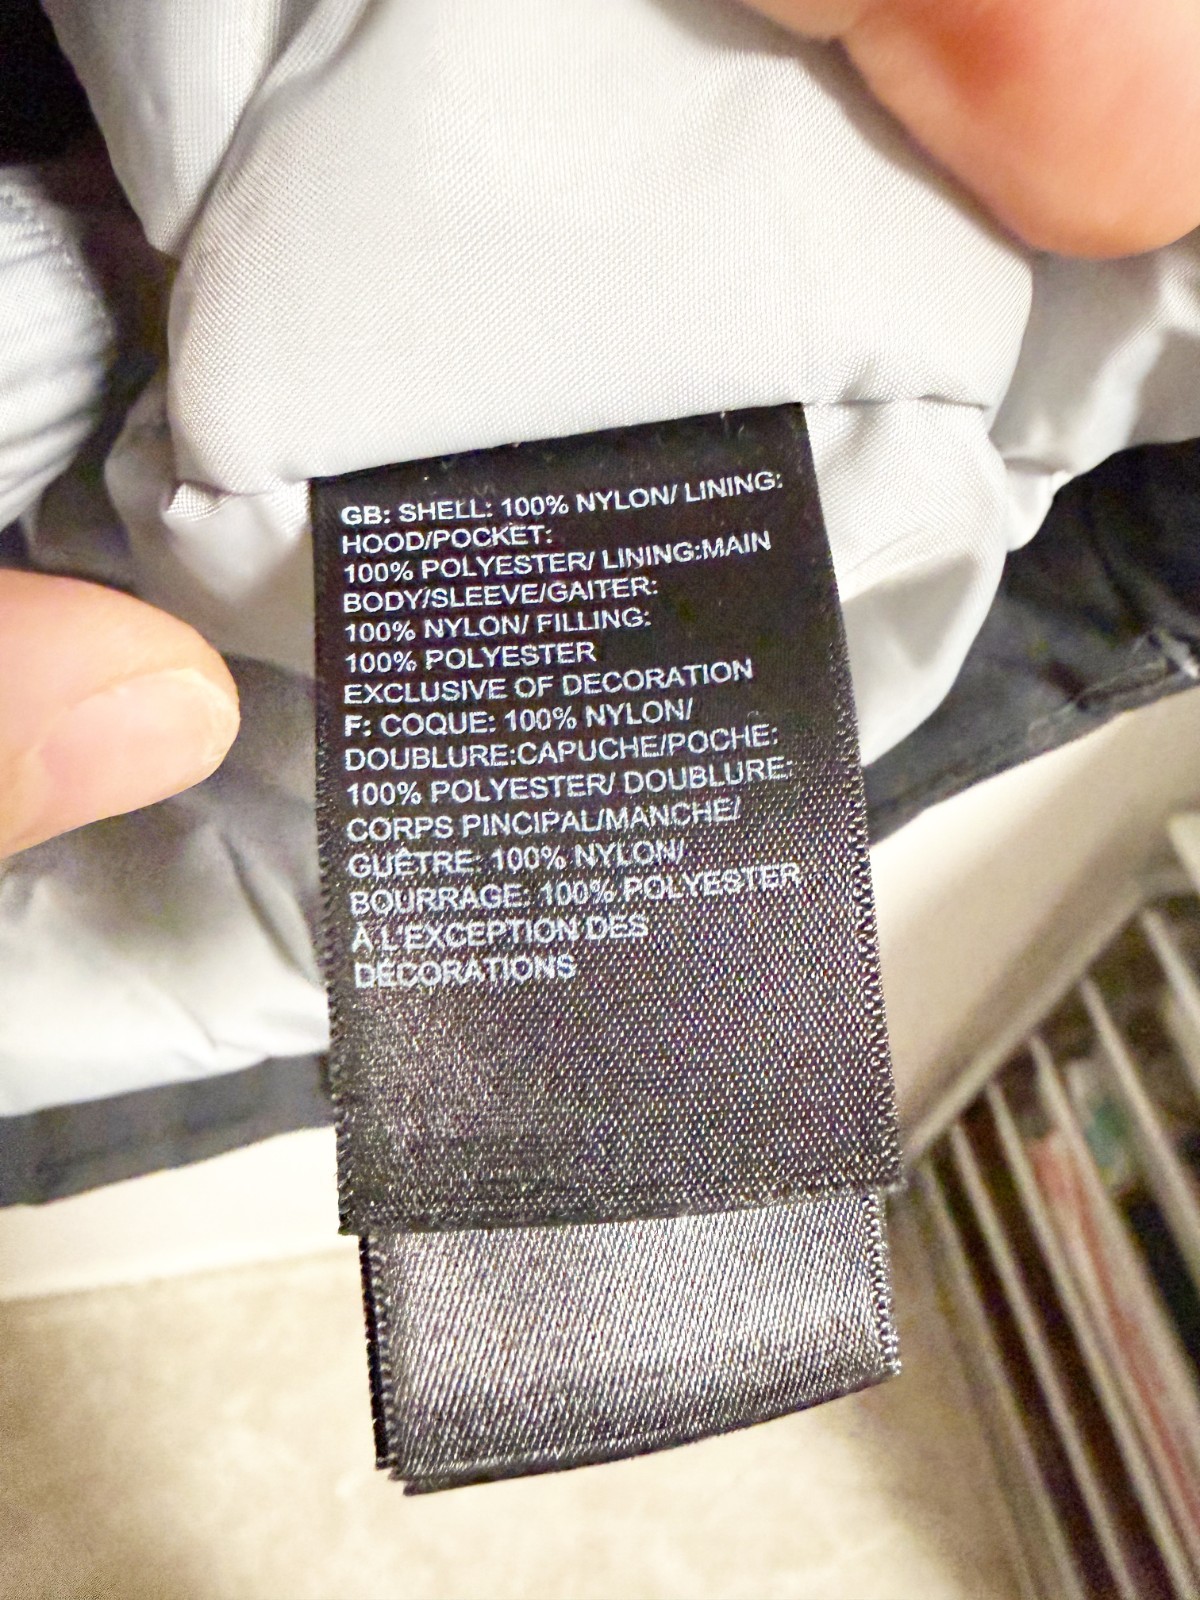 GB: SHELL: 100% NYLON/ LINING:
HOOD/POCKET:
100% POLYESTER/ LINING:MAIN
BODY/SLEEVE/GAITER:
100% NYLON/ FILLING:
100% POLYESTER
EXCLUSIVE OF DECORATION
F: COQUE: 100% NYLON/
DOUBLURE:CAPUCHE/POCHE:
100% POLYESTER/ DOUBLURE:
CORPS PINCIPAL/MANCHE/
GUÊTRE: 100% NYLON/
BOURRAGE: 100% POLYESTER
À L'EXCEPTION DES
DÉCORATIONS